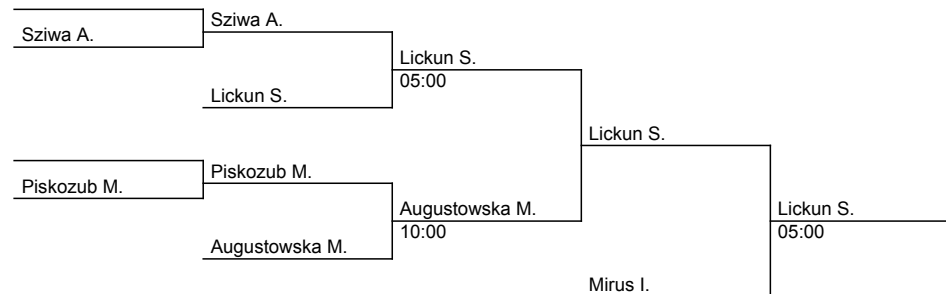 Sziwa A.
Sziwa A.
Lickun S.
05:00
Lickun S.
Lickun S.
Piskozub M.
Piskozub M.
Augustowska M.
10:00
Lickun S.
05:00
Augustowska M.
Mirus I.